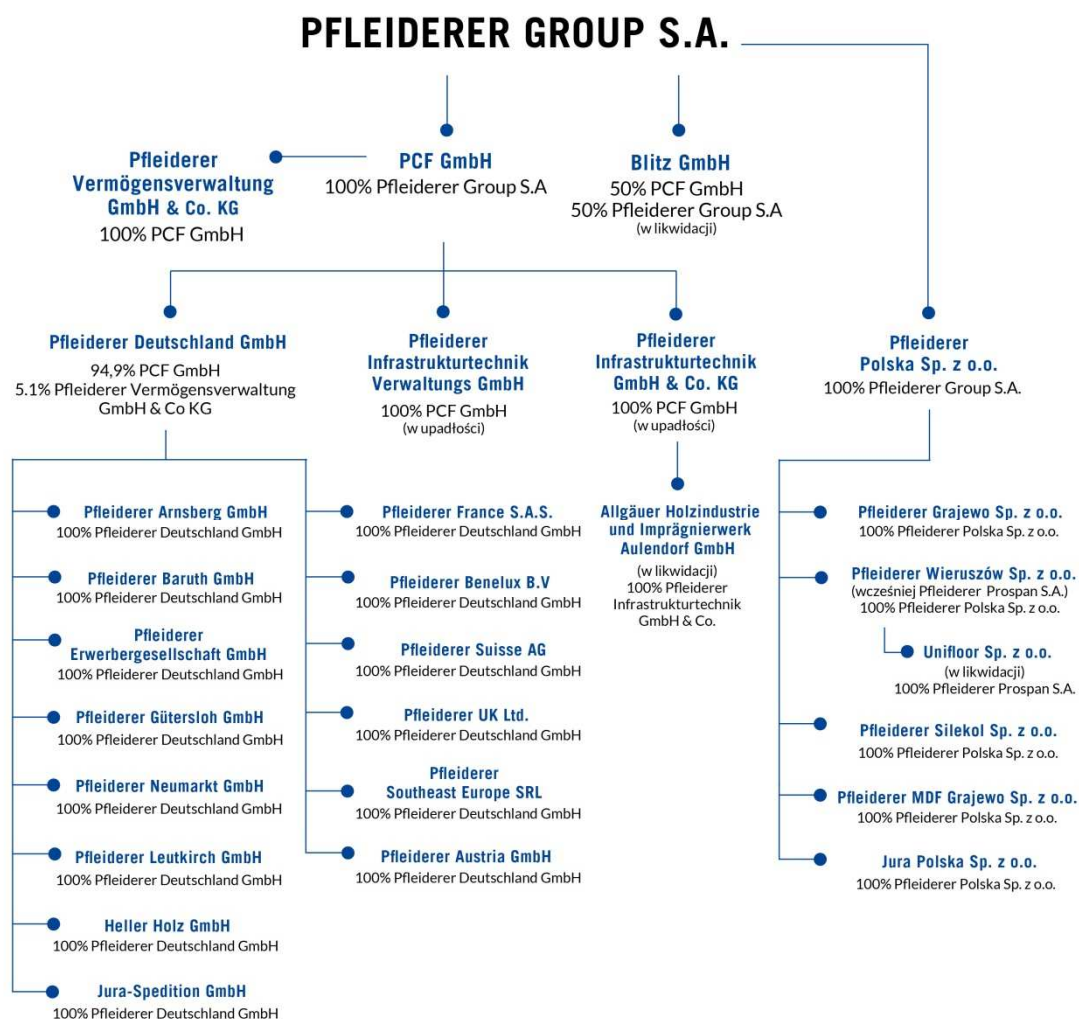 PFLEIDERER GROUP S.A.
Pfleiderer
Vermögensverwaltung
GmbH & Co. KG
100% PCF GmbH
PCF GmbH
100% Pfleiderer Group S.A
Blitz GmbH
50% PCF GmbH
50% Pfleiderer Group S.A
(w likwidacji)
Pfleiderer Deutschland GmbH
94,9% PCF GmbH
5.1% Pfleiderer Vermögensverwaltung
GmbH & Co KG
Pfleiderer
Infrastrukturtechnik
Verwaltungs GmbH
100% PCF GmbH
(w upadłości)
Pfleiderer
Infrastrukturtechnik
GmbH & Co. KG
100% PCF GmbH
(w upadłości)
Pfleiderer
Polska Sp. z o.o.
100% Pfleiderer Group S.A.
Pfleiderer Arnsberg GmbH
100% Pfleiderer Deutschland GmbH
Pfleiderer Baruth GmbH
100% Pfleiderer Deutschland GmbH
Pfleiderer
Erwerbergesellschaft GmbH
100% Pfleiderer Deutschland GmbH
Pfleiderer Gütersloh GmbH
100% Pfleiderer Deutschland GmbH
Pfleiderer Neumarkt GmbH
100% Pfleiderer Deutschland GmbH
Pfleiderer Leutkirch GmbH
100% Pfleiderer Deutschland GmbH
Heller Holz GmbH
100% Pfleiderer Deutschland GmbH
Jura-Spedition GmbH
100% Pfleiderer Deutschland GmbH
Pfleiderer France S.A.S.
100% Pfleiderer Deutschland GmbH
Pfleiderer Benelux B.V
100% Pfleiderer Deutschland GmbH
Pfleiderer Suisse AG
100% Pfleiderer Deutschland GmbH
Pfleiderer UK Ltd.
100% Pfleiderer Deutschland GmbH
Pfleiderer
Southeast Europe SRL
100% Pfleiderer Deutschland GmbH
Pfleiderer Austria GmbH
100% Pfleiderer Deutschland GmbH
Allgäuer Holzindustrie
und Imprägnierwerk
Aulendorf GmbH
(w likwidacji)
100% Pfleiderer
Infrastrukturtechnik
GmbH & Co.
Pfleiderer Grajewo Sp. z o.o.
100% Pfleiderer Polska Sp. z o.o.
Pfleiderer Wieruszów Sp. z o.o.
(wcześniej Pfleiderer Prospan S.A.)
100% Pfleiderer Polska Sp. z o.o.
Unifloor Sp. z o.o.
(w likwidacji)
100% Pfleiderer Prospan S.A.
Pfleiderer Silekol Sp. z o.o.
100% Pfleiderer Polska Sp. z o.o.
Pfleiderer MDF Grajewo Sp. z o.o.
100% Pfleiderer Polska Sp. z o.o.
Jura Polska Sp. z o.o.
100% Pfleiderer Polska Sp. z o.o.